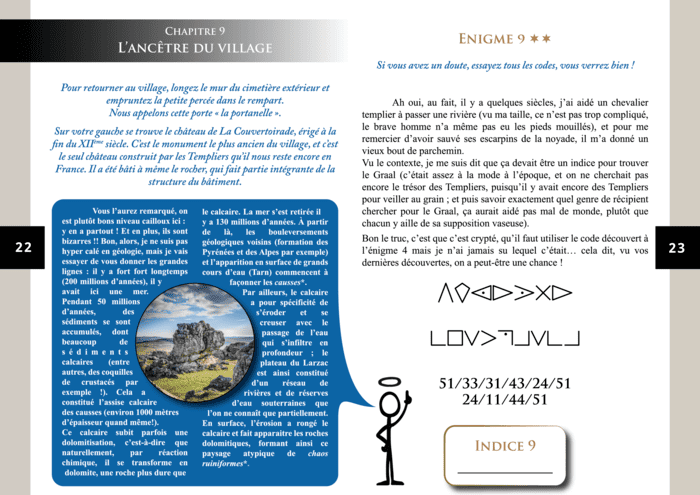 CHAPITRE 9
L'ANCÊTRE DU VILLAGE
Pour retourner au village, longez le mur du cimetière extérieur et
empruntez la petite percée dans le rempart.
Nous appelons cette porte « la portanelle ».
Sur votre gauche se trouve le château de La Couvertoirade, érigé à la
fin du XIIème siècle. C'est le monument le plus ancien du village, et c'est
le seul château construit par les Templiers qu'il nous reste encore en
France. Il a été bâti à même le rocher, qui fait partie intégrante de la
structure du bâtiment.
Vous l'aurez remarqué, on
est plutôt bons niveau cailloux ici :
y en a partout ! Et en plus, ils sont
bizarres !! Bon, alors, je ne suis pas
hyper calé en géologie, mais je vais
essayer de vous donner les grandes
lignes : il y a fort fort longtemps
(200 millions d'années), il y
avait ici une mer.
Pendant 50 millions
d'années, des
sédiments se sont
accumulés, dont
beaucoup de
sédiments
calcaires (entre
autres, des coquilles
de crustacés par
exemple !). Cela a
constitué l'assise calcaire
des causses (environ 1000 mètres
d'épaisseur quand même!).
Ce calcaire subit parfois une
dolomitisation, c'est-à-dire que
naturellement, par réaction
chimique, il se transforme en
dolomite, une roche plus dure que
le calcaire. La mer s'est retirée il
y a 130 millions d'années. À partir
de là, les bouleversements
géologiques voisins (formation des
Pyrénées et des Alpes par exemple)
et l'apparition en surface de grands
cours d'eau (Tarn) commencent à
façonner les causses*.
Par ailleurs, le calcaire
a pour spécificité de
s'éroder et se
creuser avec le
passage de l'eau
qui s'infiltre en
profondeur ; le
plateau du Larzac
est ainsi constitué
d'un réseau de
rivières et de réserves
d'eau souterraines que
l'on ne connaît que partiellement.
En surface, l'érosion a rongé le
calcaire et fait apparaître les roches
dolomitiques, formant ainsi ce
paysage atypique de chaos
ruiniformes*.
22
ENIGME 9
Si vous avez un doute, essayez tous les codes, vous verrez bien !
Ah oui, au fait, il y a quelques siècles, j'ai aidé un chevalier
templier à passer une rivière (vu ma taille, ce n'est pas trop compliqué,
le brave homme n'a même pas eu les pieds mouillés), et pour me
remercier d'avoir sauvé ses escarpins de la noyade, il m'a donné un
vieux bout de parchemin.
Vu le contexte, je me suis dit que ça devait être un indice pour trouver
le Graal (c'était assez à la mode à l'époque, et on ne cherchait pas
encore le trésor des Templiers, puisqu'il y avait encore des Templiers
pour veiller au grain ; et puis savoir exactement quel genre de récipient
chercher pour le Graal, ça aurait aidé pas mal de monde, plutôt que
chacun y aille de sa supposition vaseuse).
Bon le truc, c'est que c'est crypté, qu'il faut utiliser le code découvert à
l'énigme 4 mais je n'ai jamais su lequel c'était… cela dit, vu vos
dernières découvertes, on a peut-être une chance !
51/33/31/43/24/51
24/11/44/51
INDICE 9
23